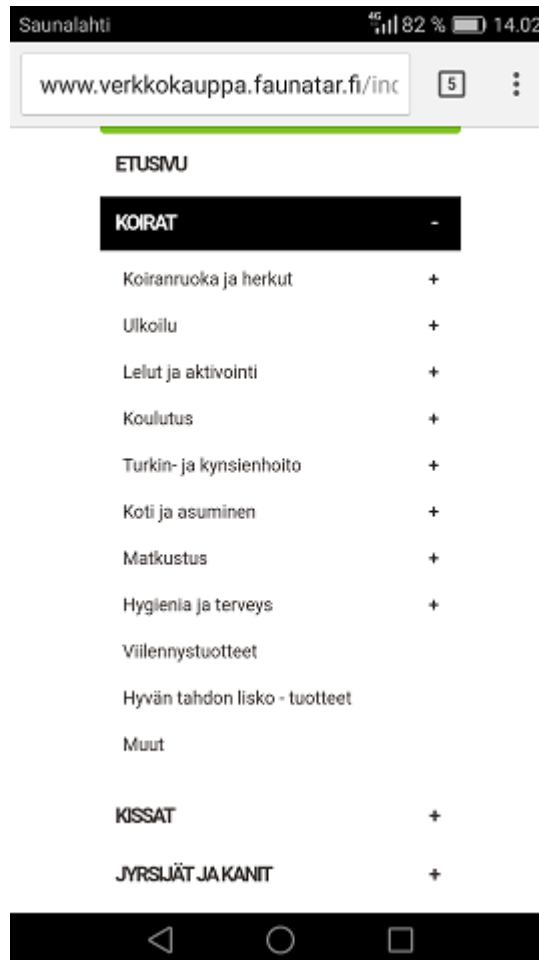 Saunalahti 4G 82 % 14.02
www.verkkokauppa.faunatar.fi/inc 5
ETUSIVU
KOIRAT -
Koiranruoka ja herkut +
Ulkoilu +
Lelut ja aktivointi +
Koulutus +
Turkin- ja kynsienhoito +
Koti ja asuminen +
Matkustus +
Hygienia ja terveys +
Viilennystuotteet
Hyvän tahdon lisko - tuotteet
Muut
KISSAT +
JYRSIJÄT JA KANIT +